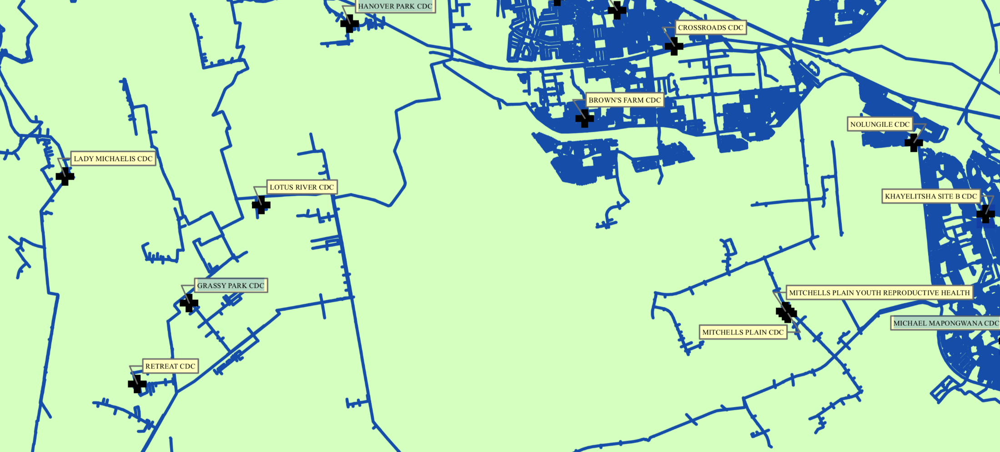 HANOVER PARK CDC
CROSSROADS CDC
BROWN'S FARM CDC
NOLUNGILE CDC
LADY MICHAELIS CDC
LOTUS RIVER CDC
KHAYELITSHA SITE B CDC
GRASSY PARK CDC
MITCHELLS PLAIN YOUTH REPRODUCTIVE HEALTH
MICHAEL MAPONGWANA CDC
MITCHELLS PLAIN CDC
RETREAT CDC